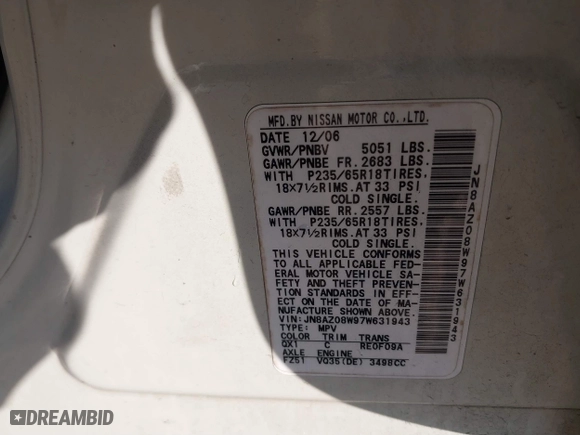 MFD.BY NISSAN MOTOR CO.,LTD.
DATE 12/06
GVWR/PNBV 5051 LBS.
GAWR/PNBE FR. 2683 LBS.
WITH P235/65R18TIRES.
18X7½RIMS.AT 33 PSI
COLD SINGLE.
GAWR/PNBE RR. 2557 LBS.
WITH P235/65R18TIRES.
18X7½RIMS.AT 33 PSI
COLD SINGLE.
THIS VEHICLE CONFORMS
TO ALL APPLICABLE FED-
ERAL MOTOR VEHICLE SA-
FETY AND THEFT PREVEN-
TION STANDARDS IN EFF-
ECT ON THE DATE OF MA-
NUFACTURE SHOWN ABOVE.
VIN:JN8AZ08W97W631943
TYPE: MPV
COLOR TRIM TRANS
QX1 C RE0F09A
AXLE ENGINE
FZ51 VQ35(DE) 3498CC
JN8AZ08W97W631943
DREAMBID
DREAMBID.COM